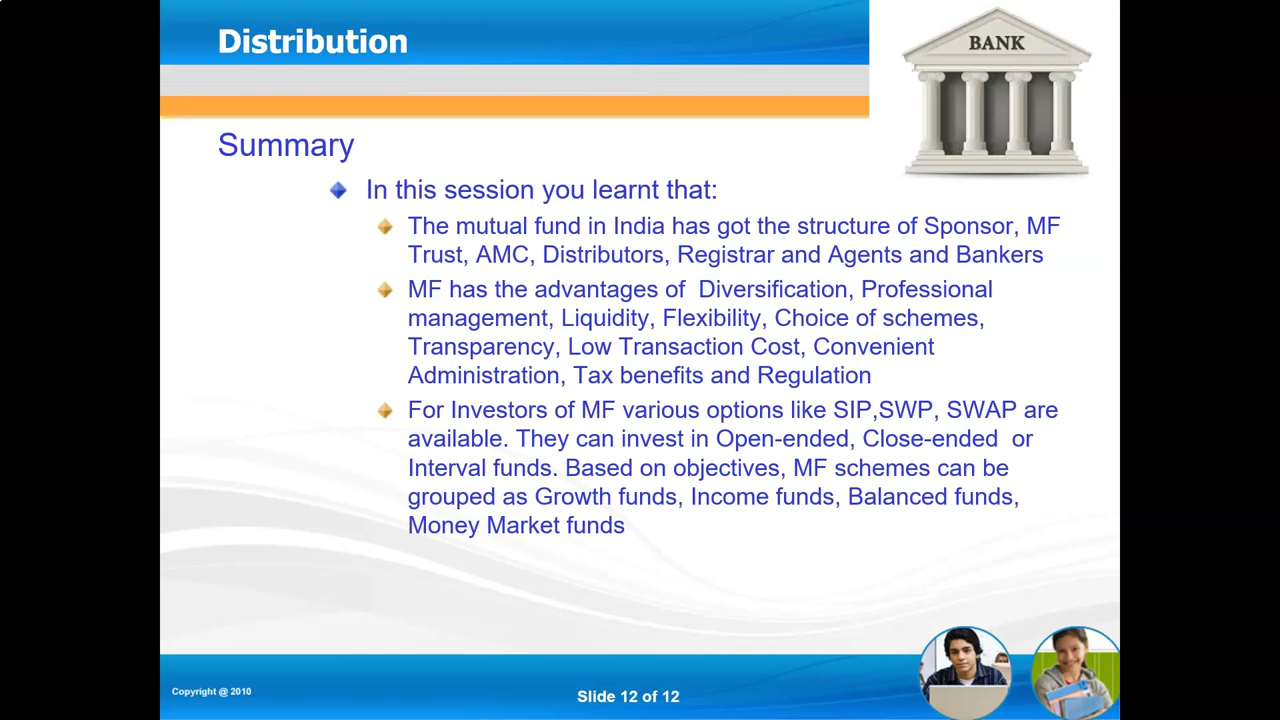 Distribution
BANK
Summary
In this session you learnt that:
The mutual fund in India has got the structure of Sponsor, MF
Trust, AMC, Distributors, Registrar and Agents and Bankers
MF has the advantages of  Diversification, Professional
management, Liquidity, Flexibility, Choice of schemes,
Transparency, Low Transaction Cost, Convenient
Administration, Tax benefits and Regulation
For Investors of MF various options like SIP,SWP, SWAP are
available. They can invest in Open-ended, Close-ended  or
Interval funds. Based on objectives, MF schemes can be
grouped as Growth funds, Income funds, Balanced funds,
Money Market funds
Copyright @ 2010
Slide 12 of 12